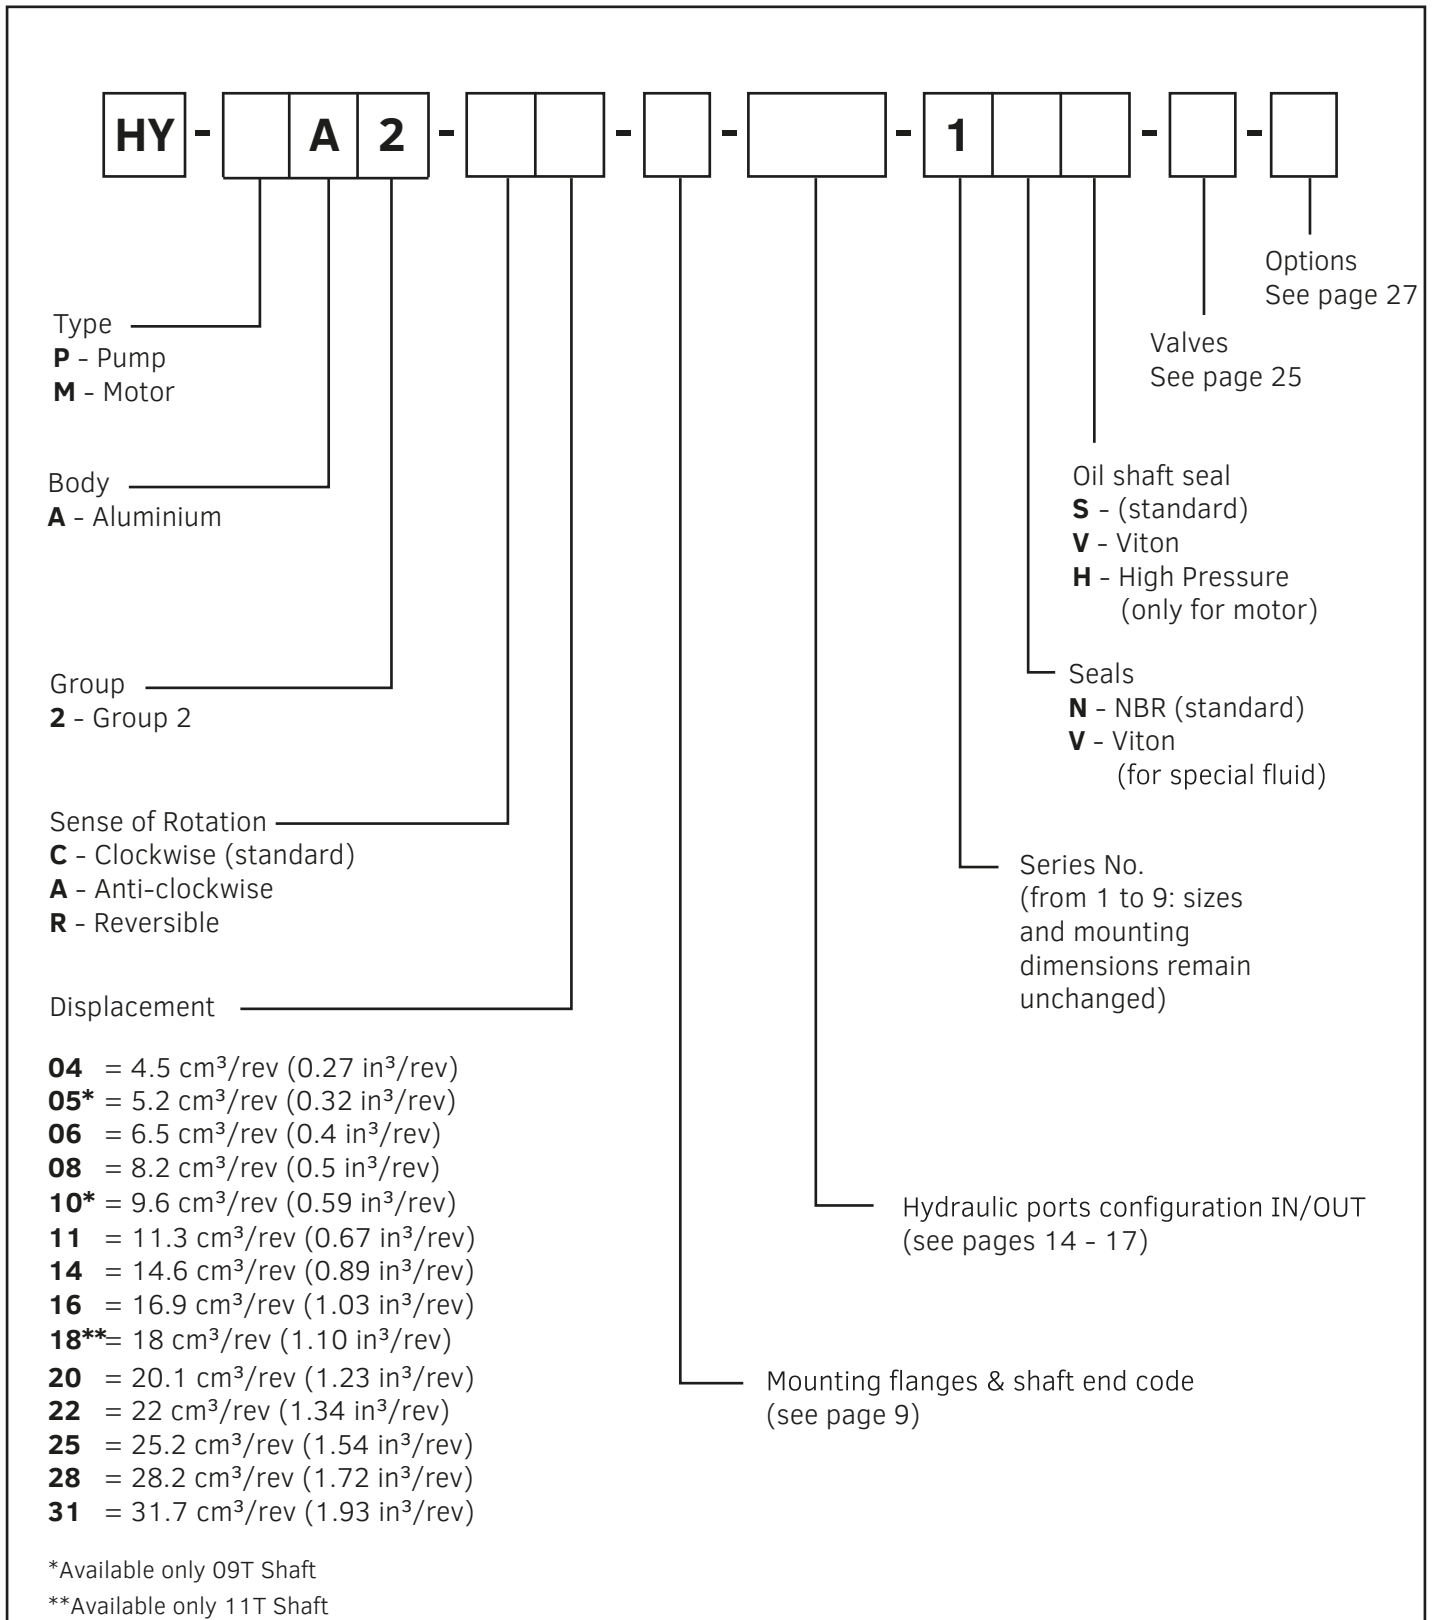 HY - A 2 - - - - 1 - -
Options
See page 27
Type
P - Pump
M - Motor
Valves
See page 25
Body
A - Aluminium
Oil shaft seal
S - (standard)
V - Viton
H - High Pressure
(only for motor)
Group
2 - Group 2
Seals
N - NBR (standard)
V - Viton
(for special fluid)
Sense of Rotation
C - Clockwise (standard)
A - Anti-clockwise
R - Reversible
Series No.
(from 1 to 9: sizes
and mounting
dimensions remain
unchanged)
Displacement
04 = 4.5 cm³/rev (0.27 in³/rev)
05* = 5.2 cm³/rev (0.32 in³/rev)
06 = 6.5 cm³/rev (0.4 in³/rev)
08 = 8.2 cm³/rev (0.5 in³/rev)
10* = 9.6 cm³/rev (0.59 in³/rev)
11 = 11.3 cm³/rev (0.67 in³/rev)
14 = 14.6 cm³/rev (0.89 in³/rev)
16 = 16.9 cm³/rev (1.03 in³/rev)
18**= 18 cm³/rev (1.10 in³/rev)
20 = 20.1 cm³/rev (1.23 in³/rev)
22 = 22 cm³/rev (1.34 in³/rev)
25 = 25.2 cm³/rev (1.54 in³/rev)
28 = 28.2 cm³/rev (1.72 in³/rev)
31 = 31.7 cm³/rev (1.93 in³/rev)
Hydraulic ports configuration IN/OUT
(see pages 14 - 17)
Mounting flanges & shaft end code
(see page 9)
*Available only 09T Shaft
**Available only 11T Shaft